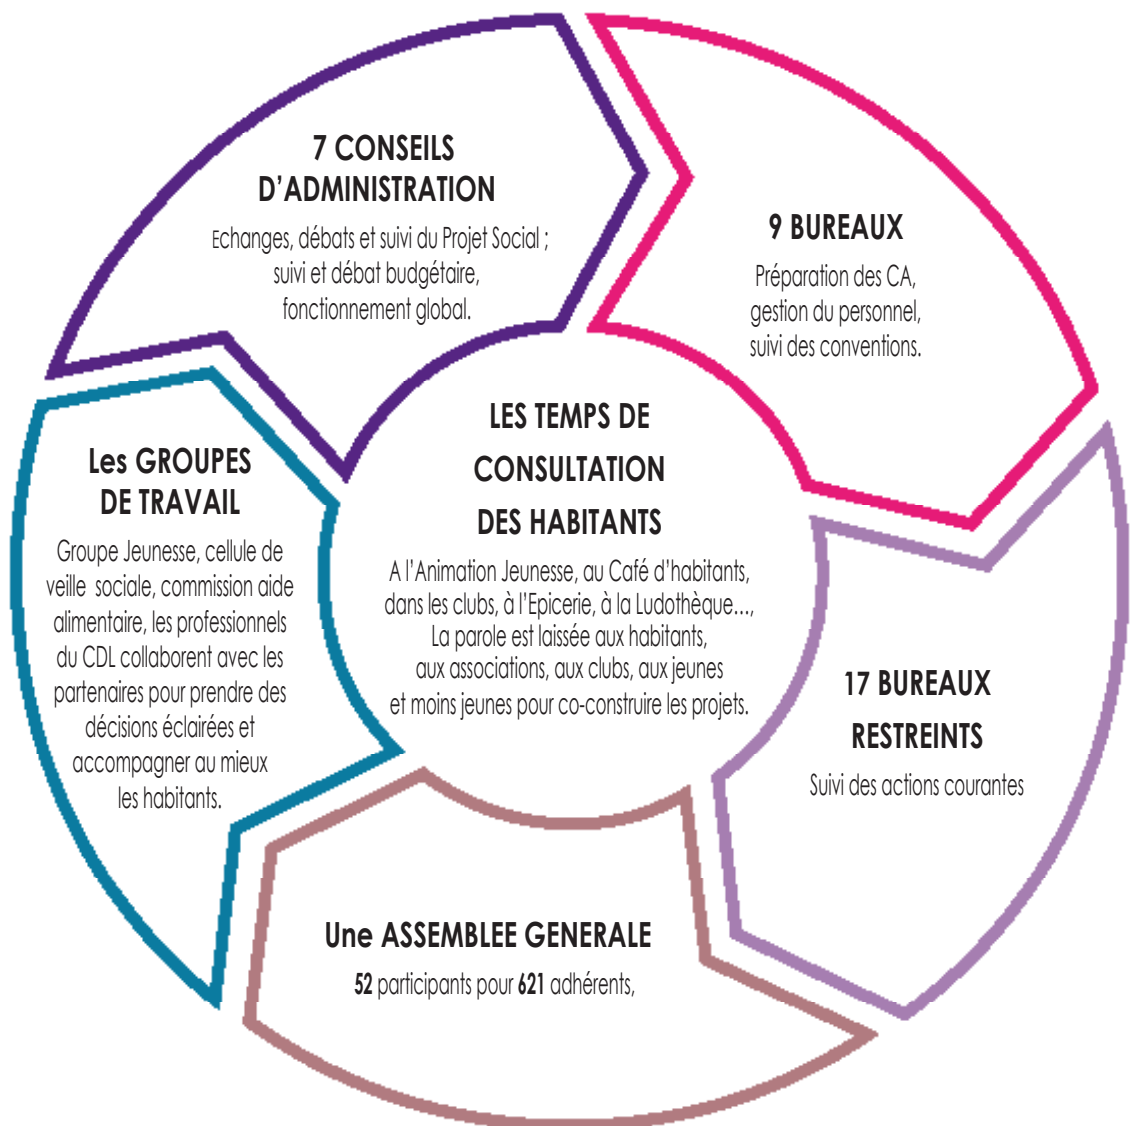 7 CONSEILS
D'ADMINISTRATION
Echanges, débats et suivi du Projet Social ;
suivi et débat budgétaire,
fonctionnement global.
9 BUREAUX
Préparation des CA,
gestion du personnel,
suivi des conventions.
LES TEMPS DE
CONSULTATION
DES HABITANTS
A l'Animation Jeunesse, au Café d'habitants,
dans les clubs, à l'Epicerie, à la Ludothèque...,
La parole est laissée aux habitants,
aux associations, aux clubs, aux jeunes
et moins jeunes pour co-construire les projets.
Les GROUPES
DE TRAVAIL
Groupe Jeunesse, cellule de
veille sociale, commission aide
alimentaire, les professionnels
du CDL collaborent avec les
partenaires pour prendre des
décisions éclairées et
accompagner au mieux
les habitants.
17 BUREAUX
RESTREINTS
Suivi des actions courantes
Une ASSEMBLEE GENERALE
52 participants pour 621 adhérents,